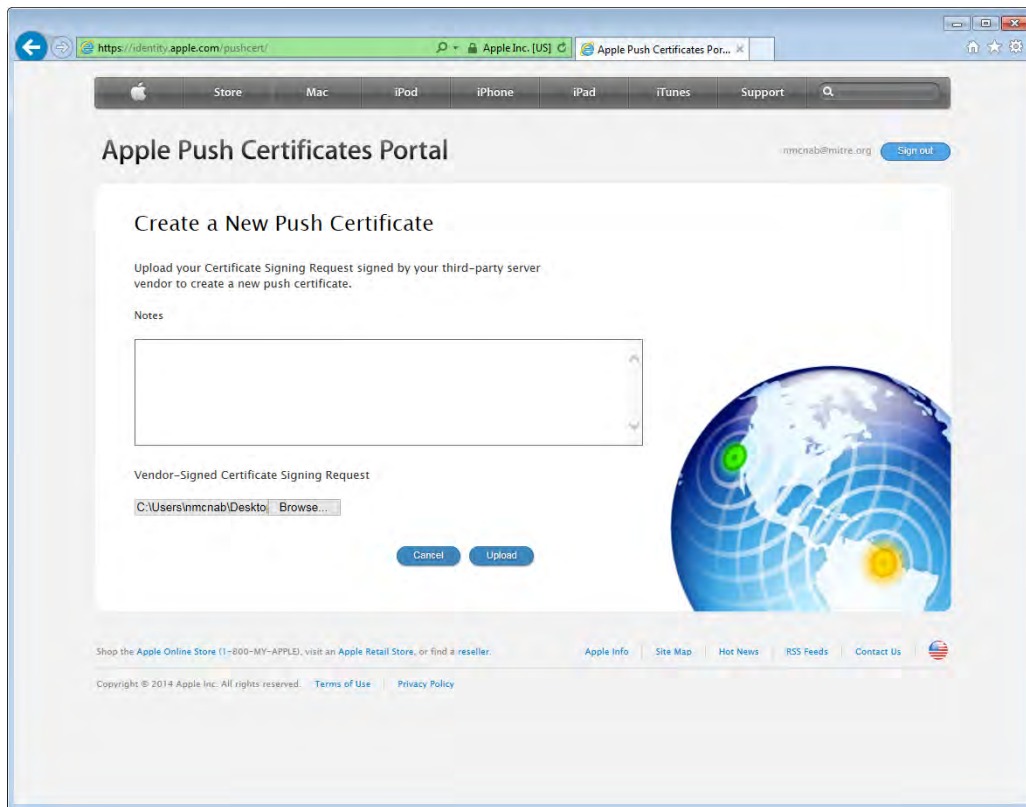 https://identity.apple.com/pushcert/
Apple Inc. [US]
Apple Push Certificates Por...
Store Mac iPod iPhone iPad iTunes Support
Apple Push Certificates Portal
nmcnab@mitre.org
Sign out
Create a New Push Certificate
Upload your Certificate Signing Request signed by your third-party server
vendor to create a new push certificate.
Notes
Vendor-Signed Certificate Signing Request
C:\Users\nmcnab\Deskto
Browse...
Cancel
Upload
Shop the Apple Online Store (1-800-MY-APPLE), visit an Apple Retail Store, or find a reseller.
Apple Info Site Map Hot News RSS Feeds Contact Us
Copyright © 2014 Apple Inc. All rights reserved. Terms of Use Privacy Policy